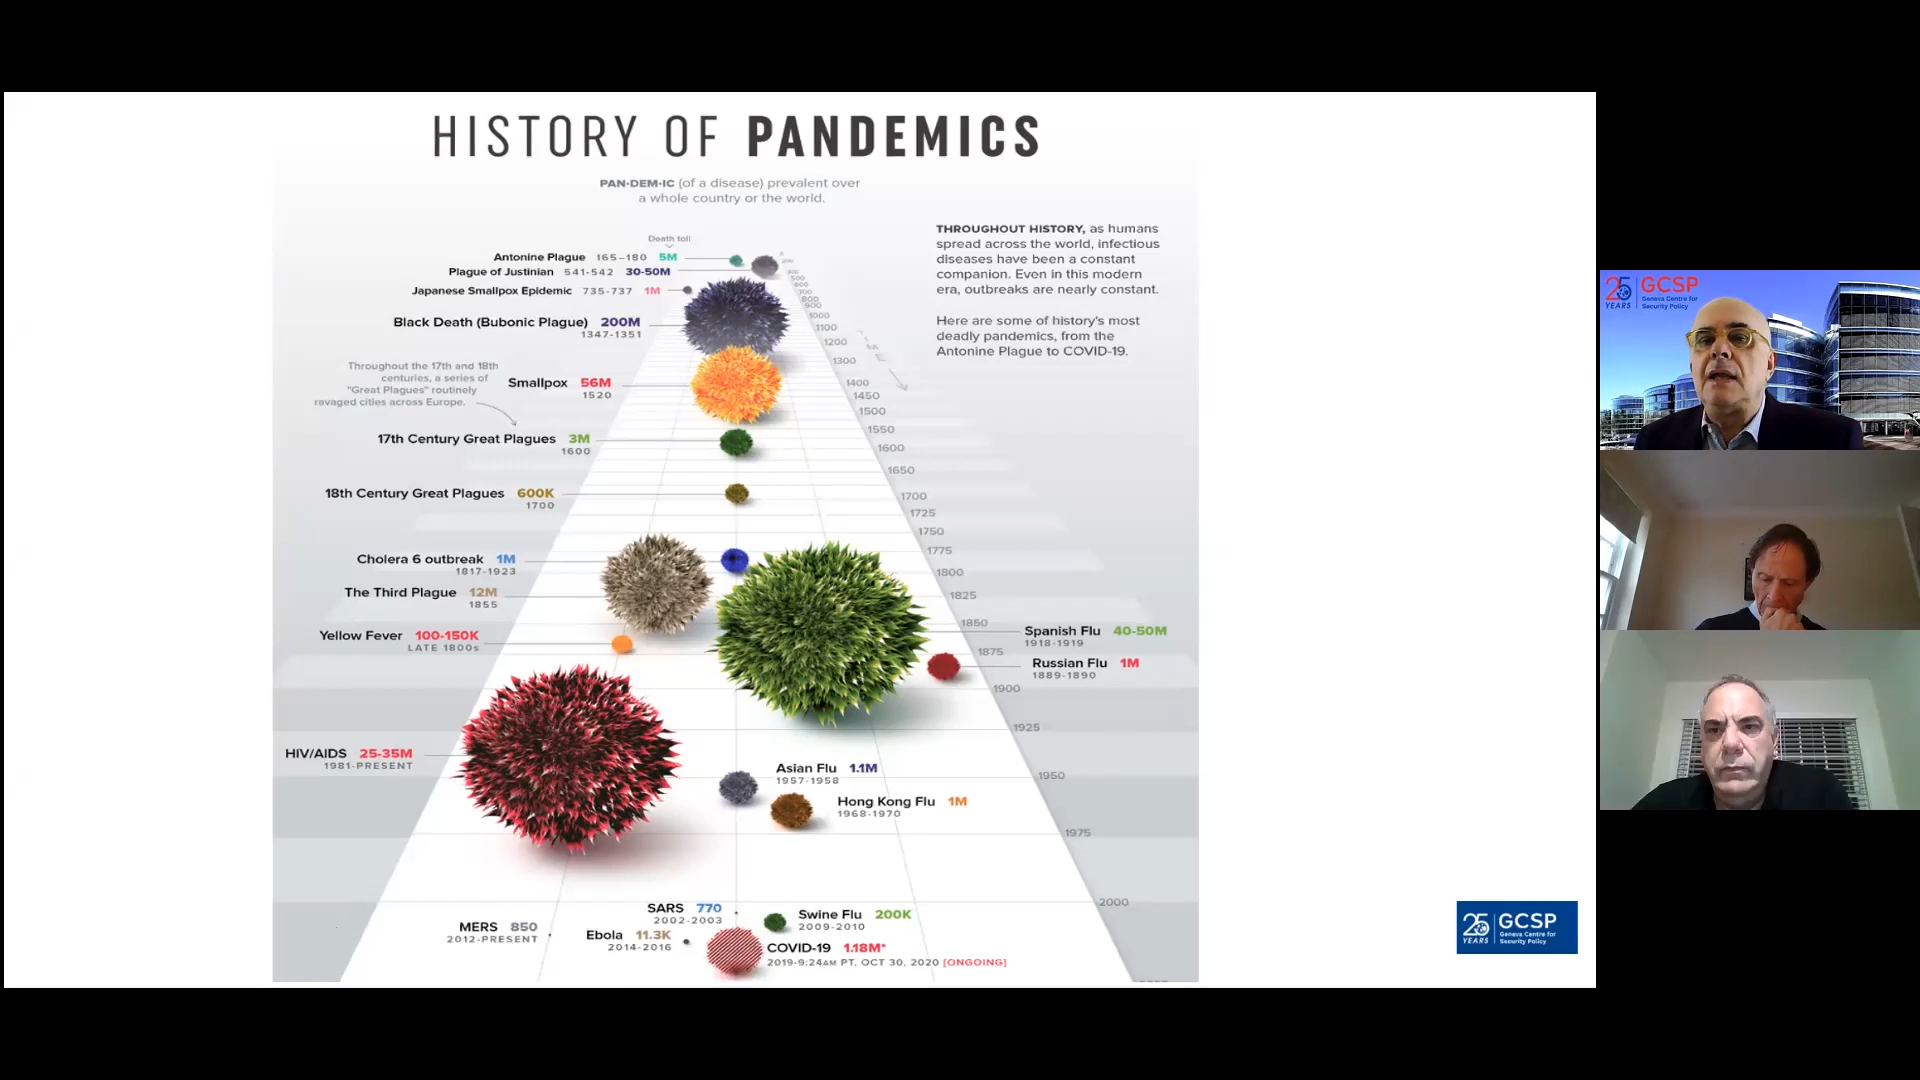 HISTORY OF PANDEMICS
PAN·DEM·IC (of a disease) prevalent over
a whole country or the world.
THROUGHOUT HISTORY, as humans
spread across the world, infectious
diseases have been a constant
companion. Even in this modern
era, outbreaks are nearly constant.
Here are some of history's most
deadly pandemics, from the
Antonine Plague to COVID-19.
Death toll
Antonine Plague 165-180 5M
Plague of Justinian 541-542 30-50M
Japanese Smallpox Epidemic 735-737 1M
Black Death (Bubonic Plague) 200M
1347-1351
Throughout the 17th and 18th
centuries, a series of
"Great Plagues" routinely
ravaged cities across Europe.
Smallpox 56M
1520
17th Century Great Plagues 3M
1600
18th Century Great Plagues 600K
1700
Cholera 6 outbreak 1M
1817-1923
The Third Plague 12M
1855
Yellow Fever 100-150K
LATE 1800s
Spanish Flu 40-50M
1918-1919
Russian Flu 1M
1889-1890
HIV/AIDS 25-35M
1981-PRESENT
Asian Flu 1.1M
1957-1958
Hong Kong Flu 1M
1968-1970
SARS 770
2002-2003
Swine Flu 200K
2009-2010
MERS 850
2012-PRESENT
Ebola 11.3K
2014-2016
COVID-19 1.18M*
2019-9:24AM PT, OCT 30, 2020 [ONGOING]
800
900
1000
1100
1200
1300
1400
1450
1500
1550
1600
1650
1700
1725
1750
1775
1800
1825
1850
1875
1900
1925
1950
1975
2000
25 YEARS GCSP
Geneva Centre for
Security Policy
25 YEARS GCSP
Geneva Centre for
Security Policy